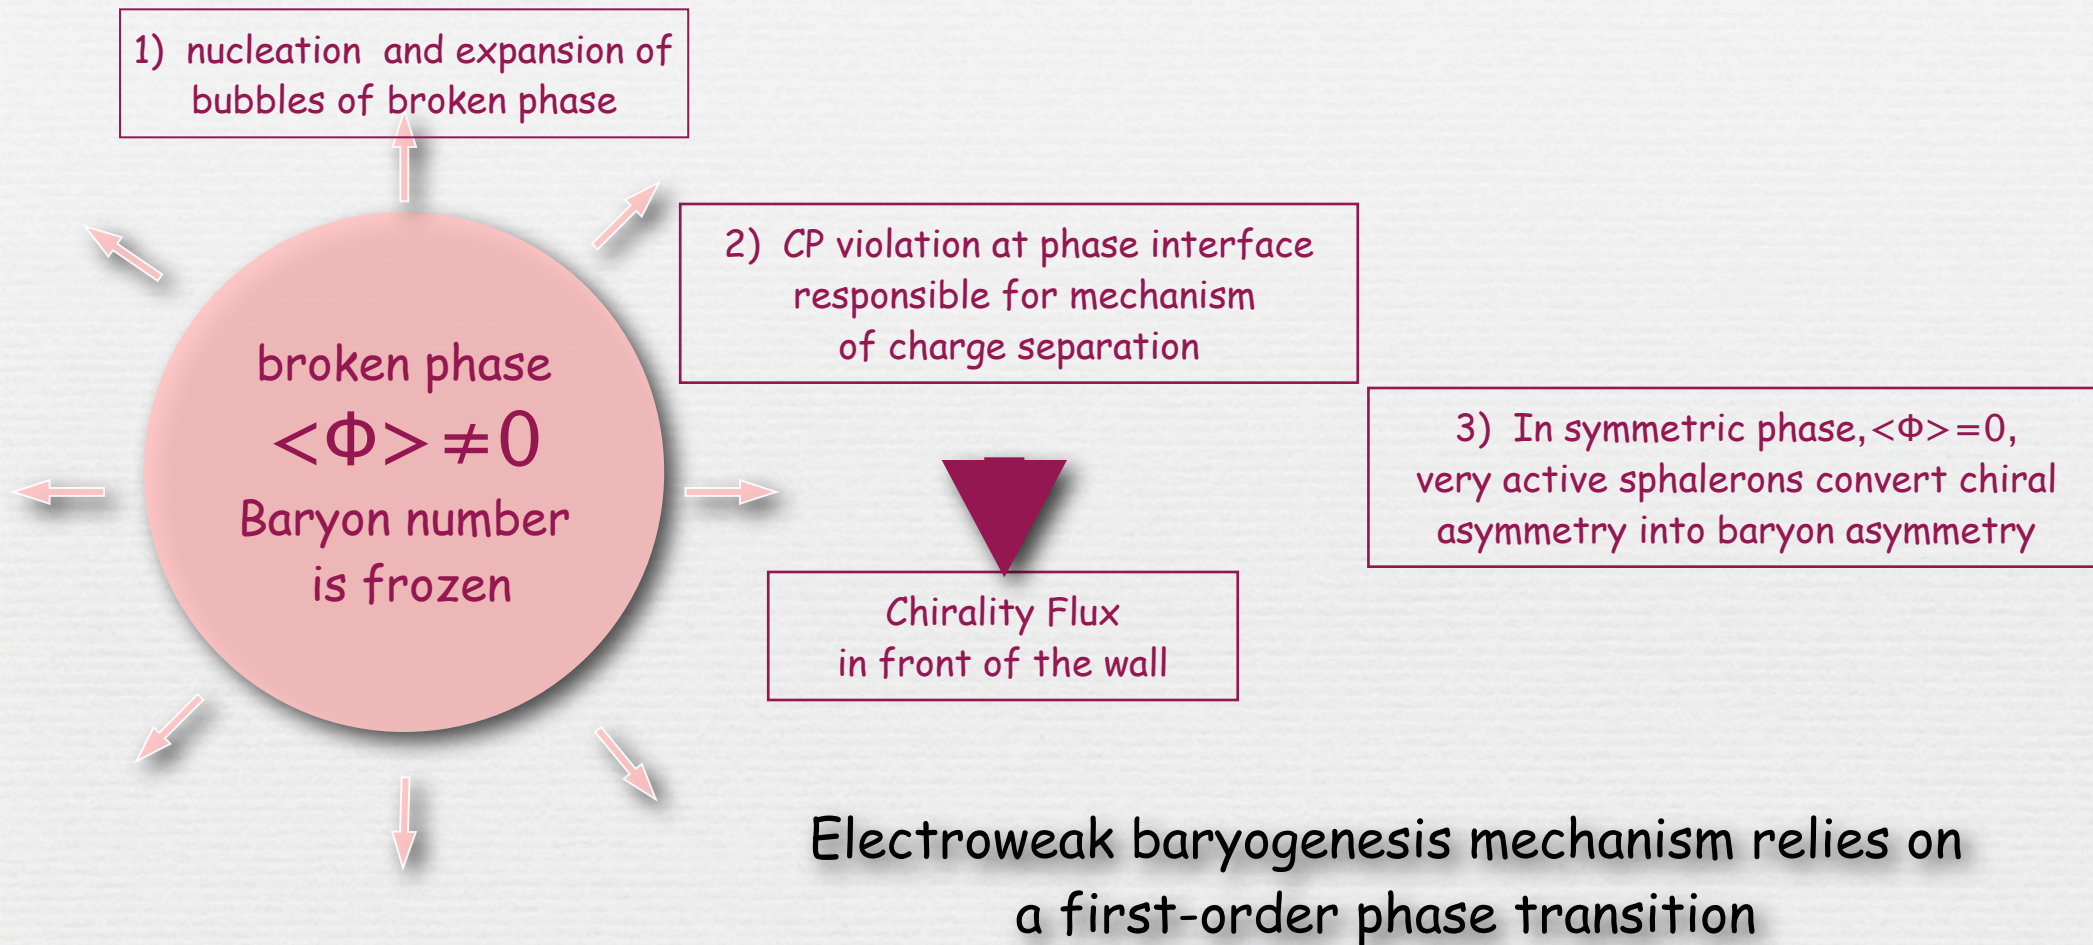 1) nucleation and expansion of
bubbles of broken phase
2) CP violation at phase interface
responsible for mechanism
of charge separation
broken phase
<Φ>≠0
Baryon number
is frozen
3) In symmetric phase,<Φ>=0,
very active sphalerons convert chiral
asymmetry into baryon asymmetry
Chirality Flux
in front of the wall
Electroweak baryogenesis mechanism relies on
a first-order phase transition